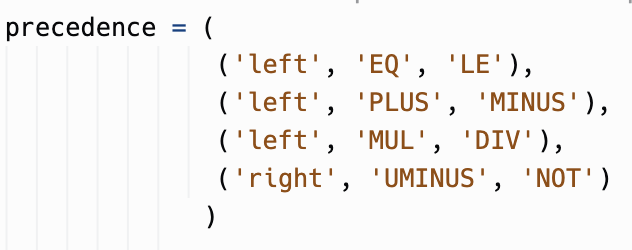 precedence = (
('left', 'EQ', 'LE'),
('left', 'PLUS', 'MINUS'),
('left', 'MUL', 'DIV'),
('right', 'UMINUS', 'NOT')
)